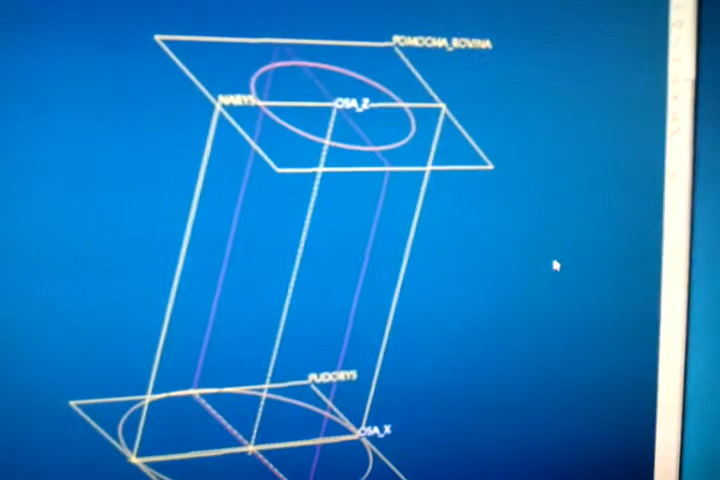 POMOCNA_ROVINA
NARYS
OSA_Z
PUDORYS
OSA_X